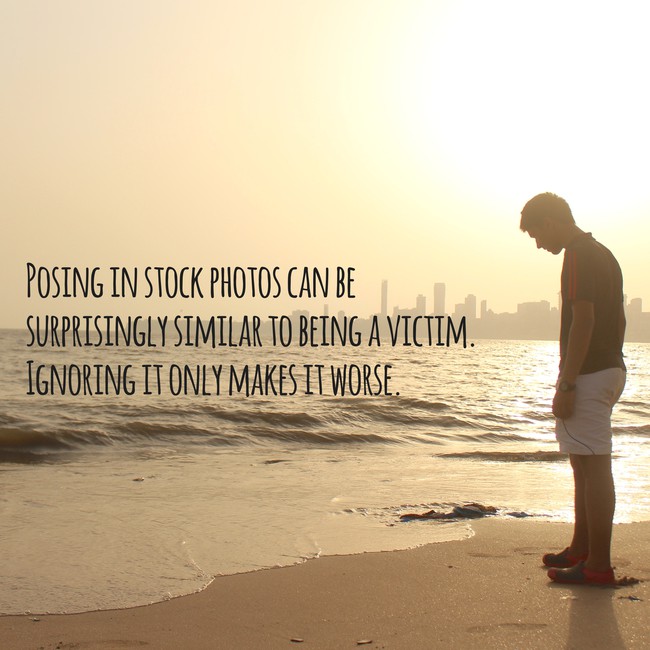 Posing in stock photos can be
surprisingly similar to being a victim.
Ignoring it only makes it worse.